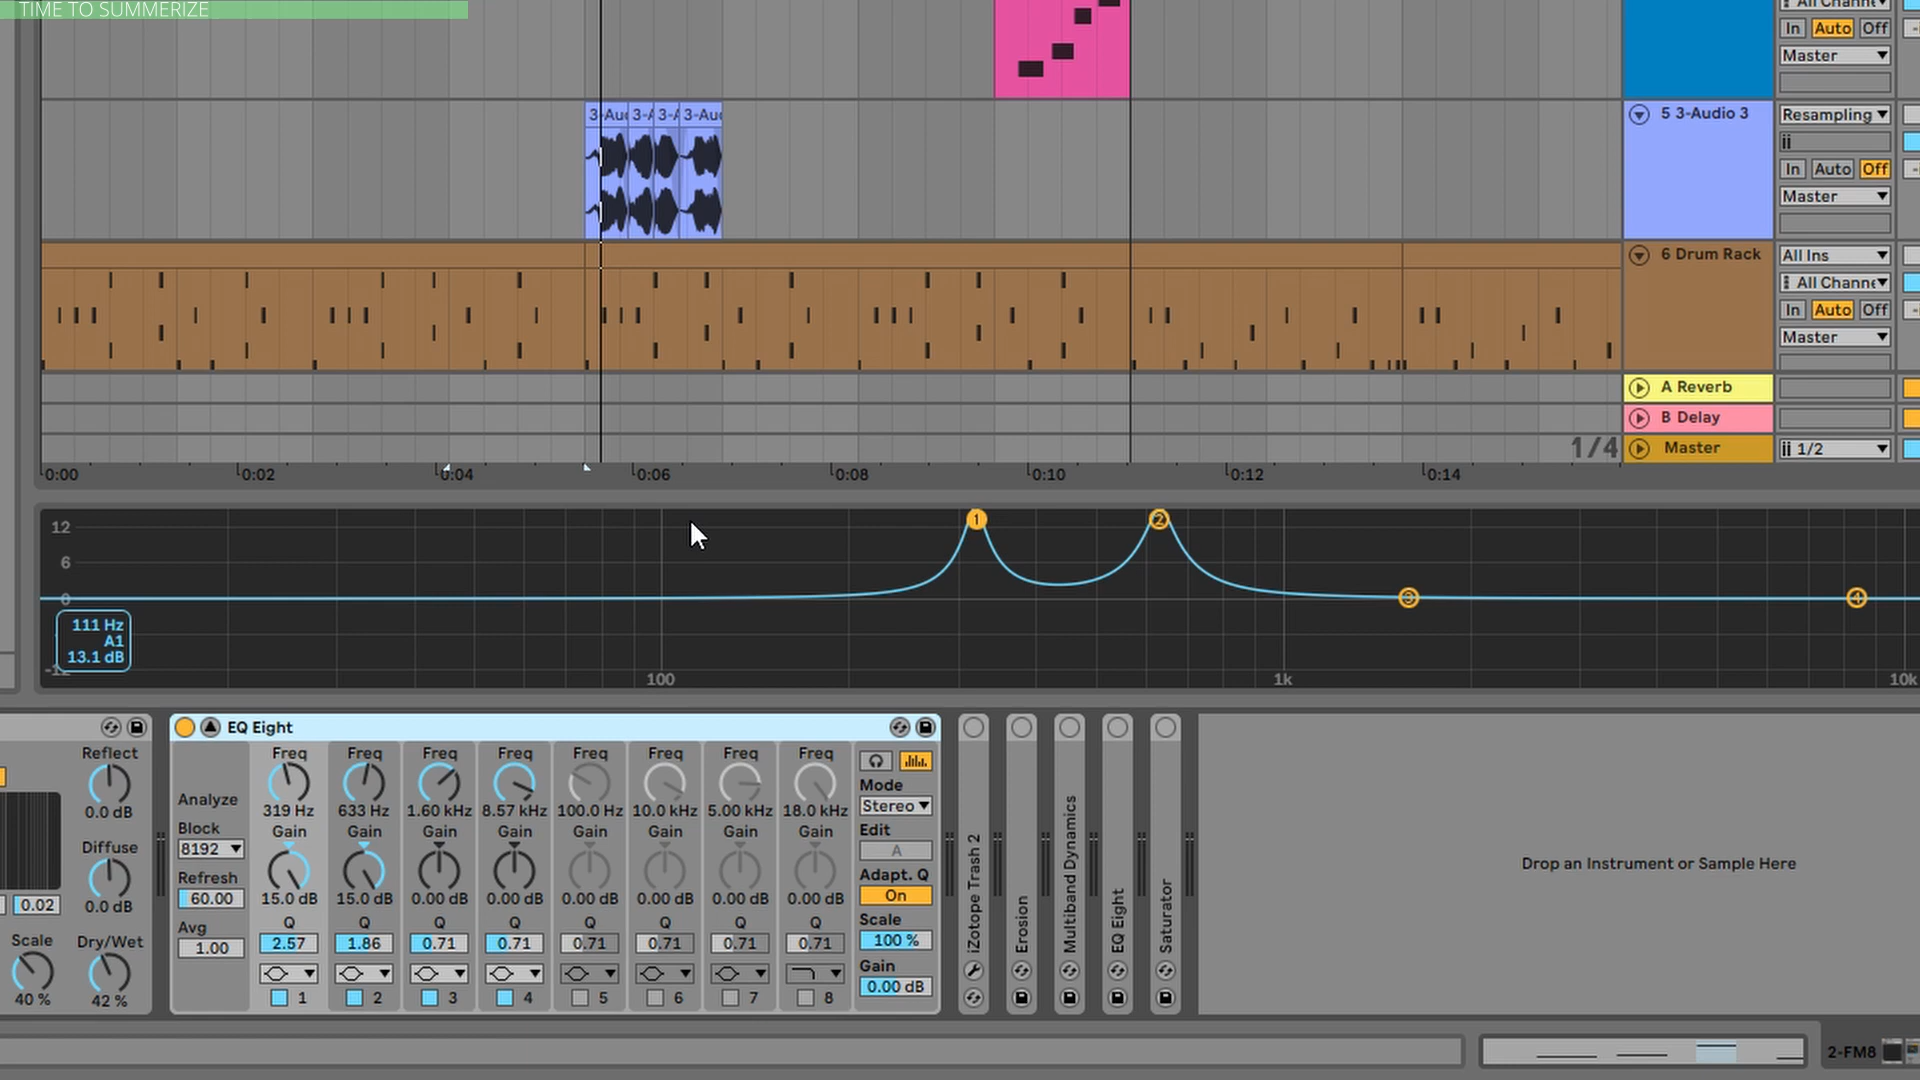 TIME TO SUMMERIZE
In Auto Off
Master
3-Aud 3-A 3-A 3-Aud
5 3-Audio 3
Resampling
In Auto Off
Master
6 Drum Rack
All Ins
All Channe
In Auto Off
Master
A Reverb
B Delay
1/4
Master
1/2
0:00 0:02 0:04 0:06 0:08 0:10 0:12 0:14
12
6
0
-12
111 Hz
A1
13.1 dB
1 2 3 4
100 1k 10k
Reflect
0.0 dB
Diffuse
0.0 dB
0.02
Scale
40 %
Dry/Wet
42 %
EQ Eight
Analyze
Block
8192
Refresh
60.00
Avg
1.00
Freq Freq Freq Freq Freq Freq Freq Freq
319 Hz 633 Hz 1.60 kHz 8.57 kHz 100.0 Hz 10.0 kHz 5.00 kHz 18.0 kHz
Gain Gain Gain Gain Gain Gain Gain Gain
15.0 dB 15.0 dB 0.00 dB 0.00 dB 0.00 dB 0.00 dB 0.00 dB 0.00 dB
Q Q Q Q Q Q Q Q
2.57 1.86 0.71 0.71 0.71 0.71 0.71 0.71
1 2 3 4 5 6 7 8
Mode
Stereo
Edit
A
Adapt. Q
On
Scale
100 %
Gain
0.00 dB
iZotope Trash 2
Erosion
Multiband Dynamics
EQ Eight
Saturator
Drop an Instrument or Sample Here
2-FM8